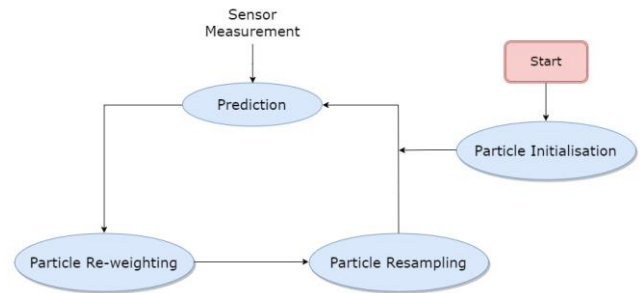 Sensor
Measurement
Start
Prediction
Particle Initialisation
Particle Re-weighting
Particle Resampling